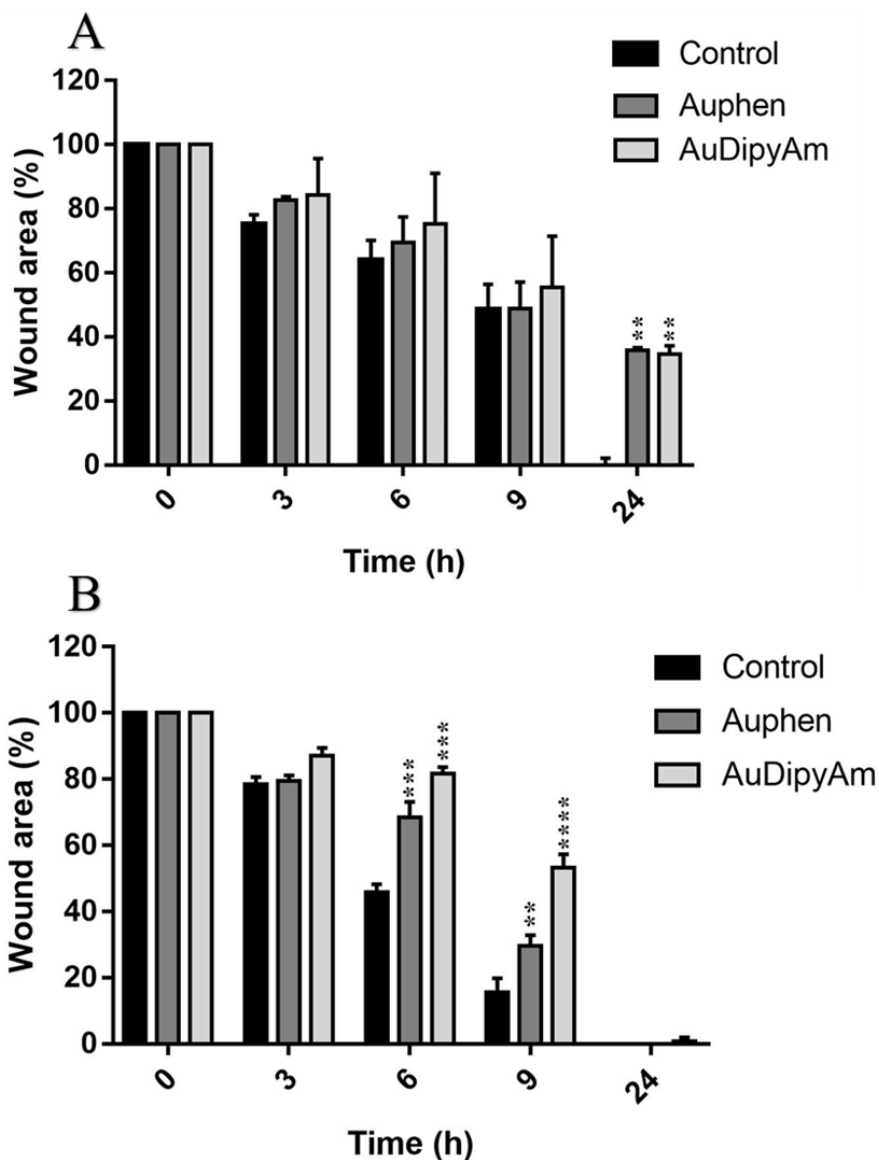 A
Control
Auphen
AuDipyAm
Wound area (%)
120
100
80
60
40
20
0
** **
0 3 6 9 24
Time (h)
B
Control
Auphen
AuDipyAm
Wound area (%)
120
100
80
60
40
20
0
*** ***
** ****
0 3 6 9 24
Time (h)